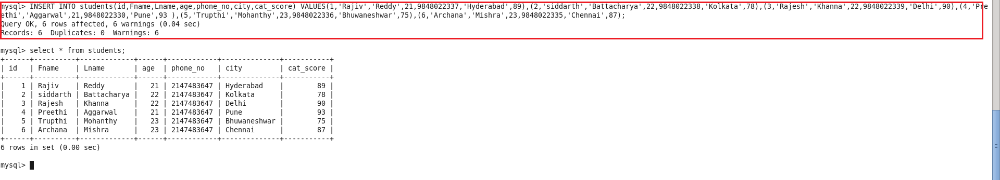 mysql> INSERT INTO students(id,Fname,Lname,age,phone_no,city,cat_score) VALUES(1,'Rajiv','Reddy',21,9848022337,'Hyderabad',89),(2,'siddarth','Battacharya',22,9848022338,'Kolkata',78),(3,'Rajesh','Khanna',22,9848022339,'Delhi',90),(4,'Pre
ethi','Aggarwal',21,9848022330,'Pune',93 ),(5,'Trupthi','Mohanthy',23,9848022336,'Bhuwaneshwar',75),(6,'Archana','Mishra',23,9848022335,'Chennai',87);
Query OK, 6 rows affected, 6 warnings (0.04 sec)
Records: 6  Duplicates: 0  Warnings: 6
mysql> select * from students;
+------+----------+-------------+------+------------+--------------+-----------+
| id   | Fname    | Lname       | age  | phone_no   | city         | cat_score |
+------+----------+-------------+------+------------+--------------+-----------+
|    1 | Rajiv    | Reddy       |   21 | 2147483647 | Hyderabad    |        89 |
|    2 | siddarth | Battacharya |   22 | 2147483647 | Kolkata      |        78 |
|    3 | Rajesh   | Khanna      |   22 | 2147483647 | Delhi        |        90 |
|    4 | Preethi  | Aggarwal    |   21 | 2147483647 | Pune         |        93 |
|    5 | Trupthi  | Mohanthy    |   23 | 2147483647 | Bhuwaneshwar |        75 |
|    6 | Archana  | Mishra      |   23 | 2147483647 | Chennai      |        87 |
+------+----------+-------------+------+------------+--------------+-----------+
6 rows in set (0.00 sec)
mysql>